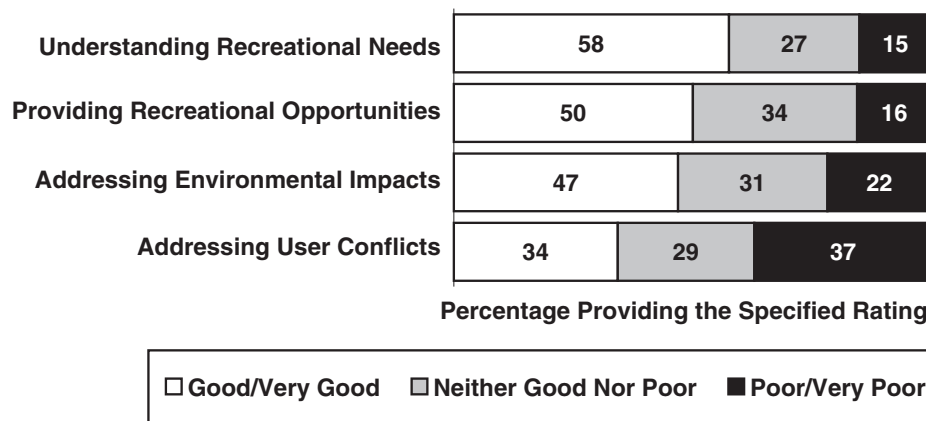 Understanding Recreational Needs 58 27 15
Providing Recreational Opportunities 50 34 16
Addressing Environmental Impacts 47 31 22
Addressing User Conflicts 34 29 37
Percentage Providing the Specified Rating
Good/Very Good Neither Good Nor Poor Poor/Very Poor